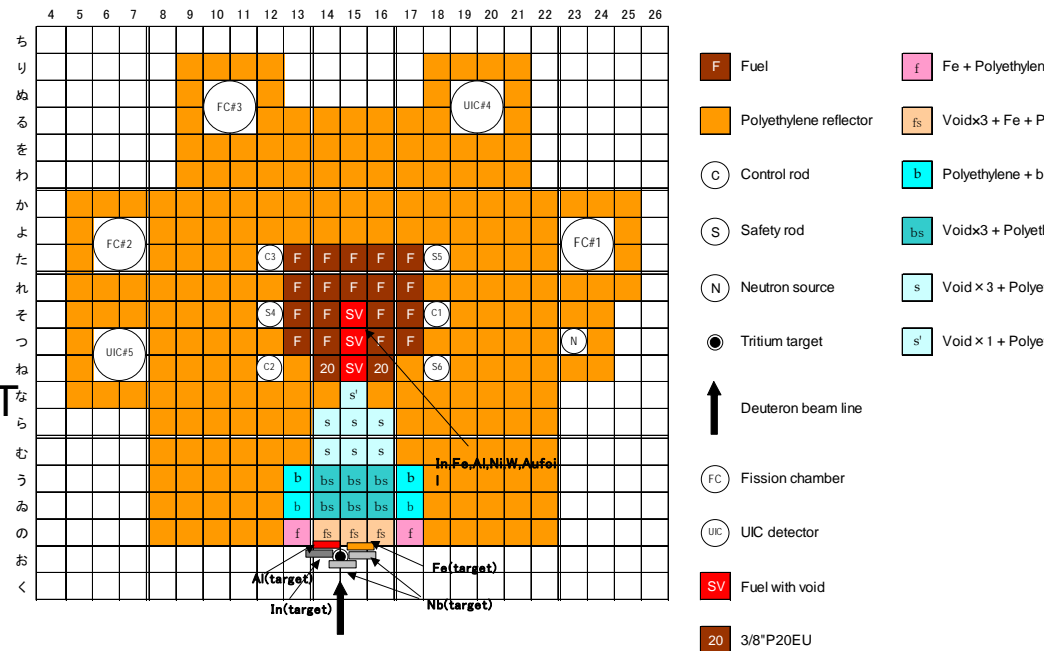 4 5 6 7 8 9 10 11 12 13 14 15 16 17 18 19 20 21 22 23 24 25 26
ち
り
ぬ FC#3 UIC#4
る
を
わ
か
よ FC#2 FC#1
た C3 F F F F F S5
れ F F F F F
そ S4 F F SV F F C1
つ UIC#5 F F SV F F N
ね C2 20 SV 20 S6
T な s'
ら s s s
む s s s
う b bs bs bs b
ゐ b bs bs bs b
の f fs fs fs f
お
く
In,Fe,Al,Ni,W,Aufoi
l
Al(target)
Fe(target)
In(target)
Nb(target)
F Fuel
Polyethylene reflector
C Control rod
S Safety rod
N Neutron source
Tritium target
Deuteron beam line
FC Fission chamber
UIC UIC detector
SV Fuel with void
20 3/8"P20EU
f Fe + Polyethylen
fs Void×3 + Fe + P
b Polyethylene + b
bs Void×3 + Polyet
s Void × 3 + Polye
s' Void × 1 + Polye